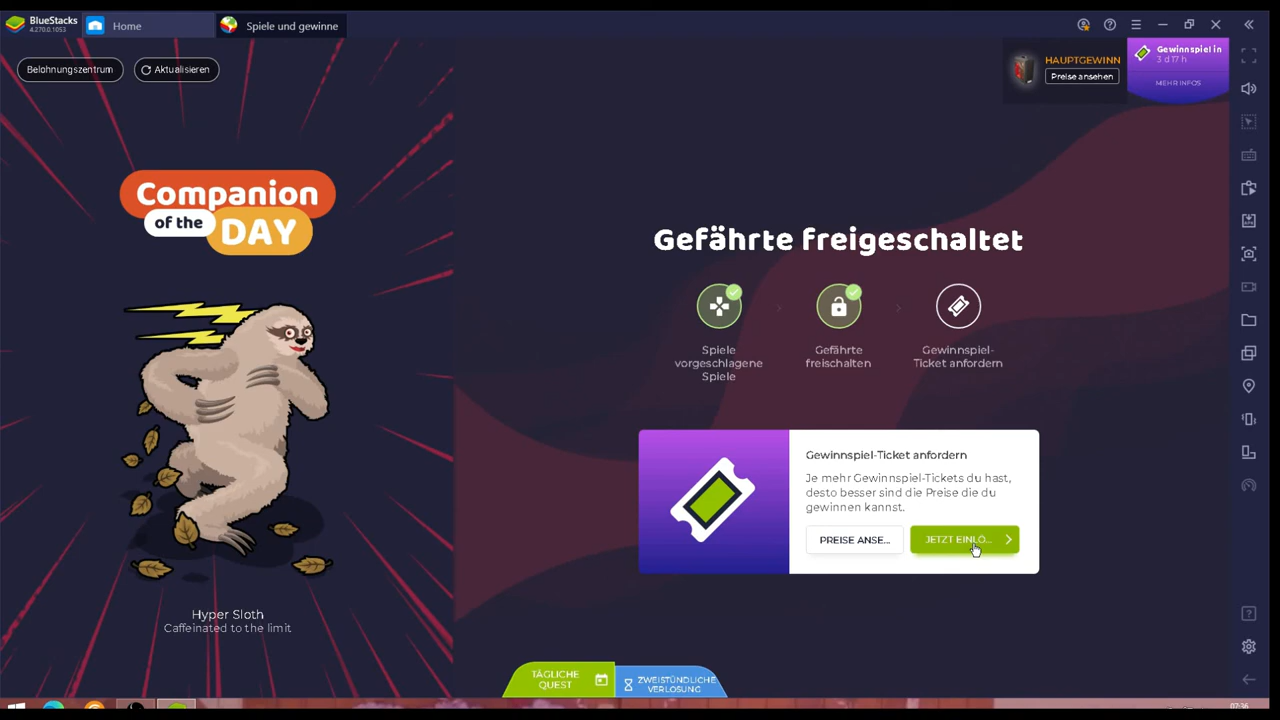 BlueStacks
4.270.0.1053
Home
Spiele und gewinne
Belohnungszentrum
Aktualisieren
HAUPTGEWINN
Preise ansehen
Gewinnspiel in
3 d 17 h
MEHR INFOS
Companion
of the
DAY
Gefährte freigeschaltet
Spiele
vorgeschlagene
Spiele
Gefährte
freischalten
Gewinnspiel-
Ticket anfordern
Gewinnspiel-Ticket anfordern
Je mehr Gewinnspiel-Tickets du hast,
desto besser sind die Preise die du
gewinnen kannst.
PREISE ANSE...
JETZT EINLÖ...
Hyper Sloth
Caffeinated to the limit
TÄGLICHE
QUEST
ZWEISTÜNDLICHE
VERLOSUNG
07:36